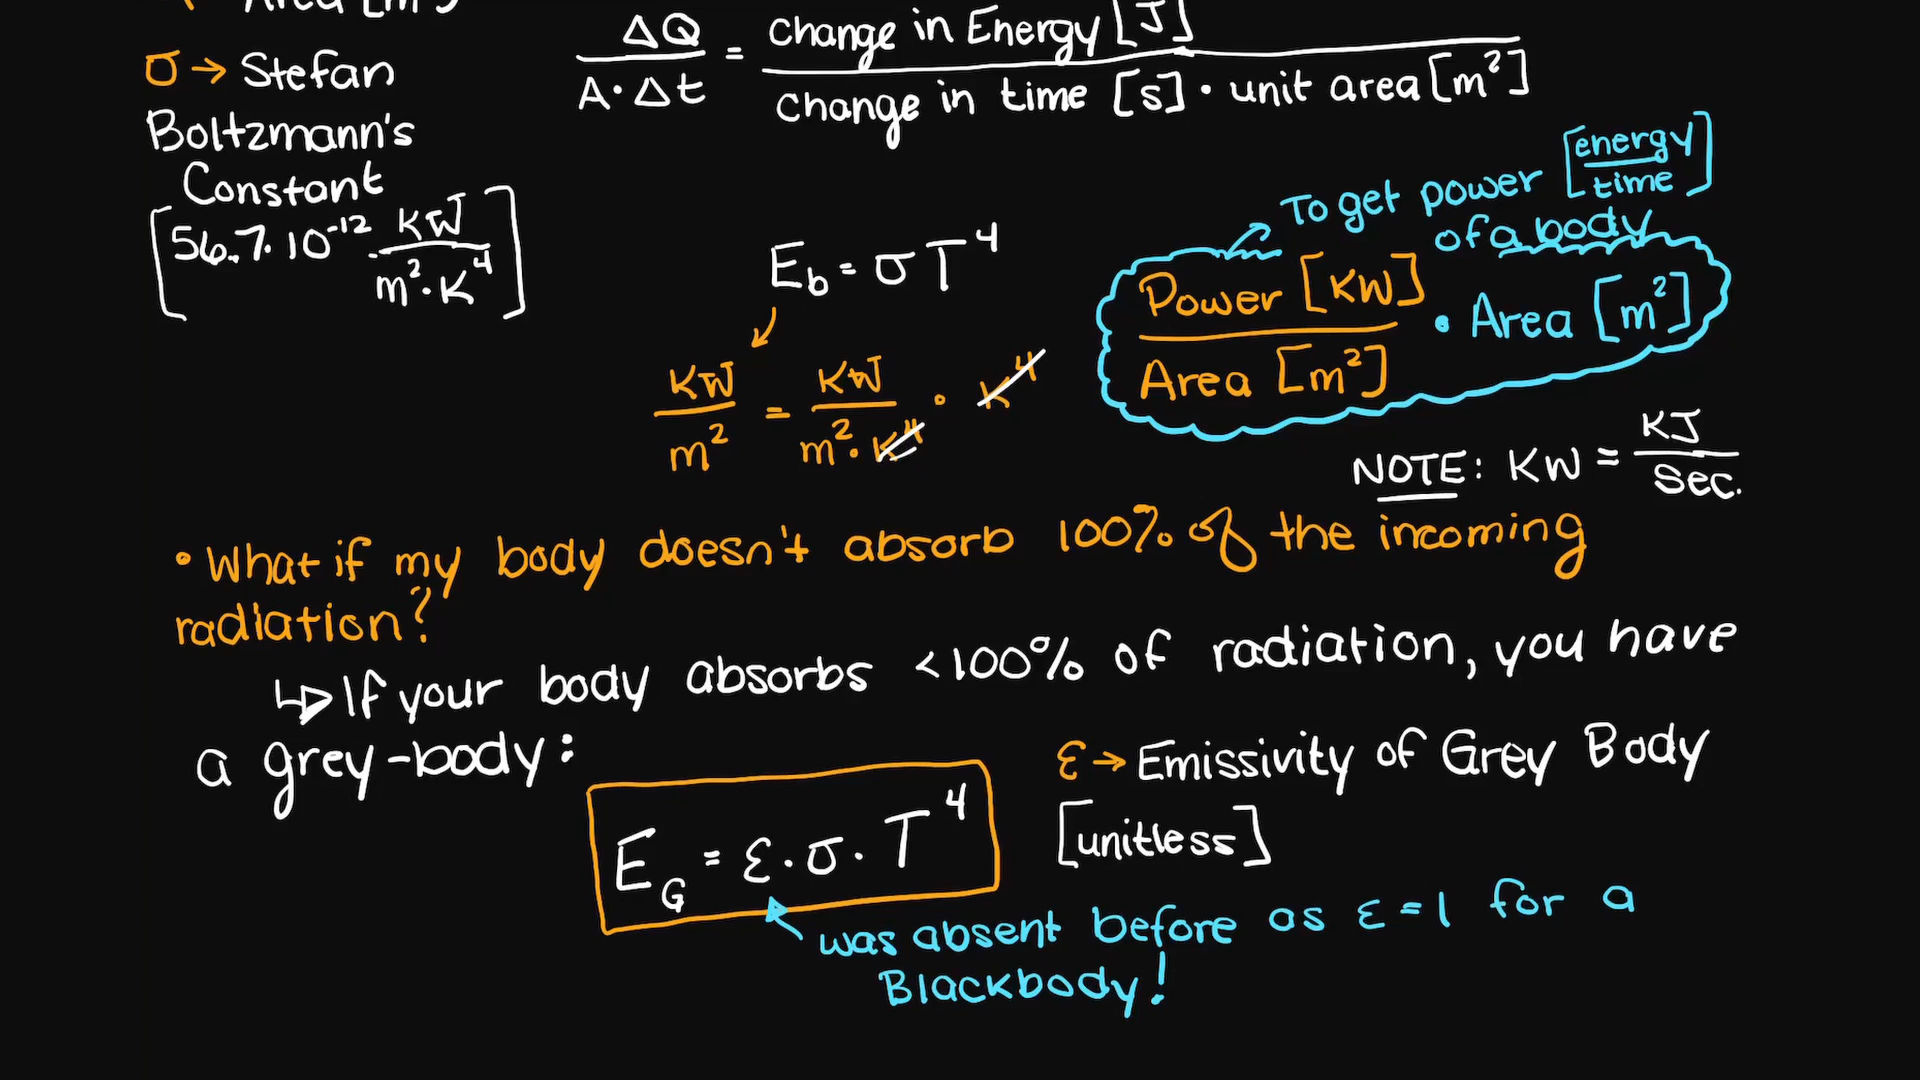 Area [m²]
σ → Stefan
Boltzmann's
Constant
[56.7 · 10⁻¹² · KW / m² · K⁴]
ΔQ / A · Δt = change in Energy [J] / change in time [s] · unit area [m²]
To get power [energy / time]
of a body
E_b = σT⁴
Power [KW] / Area [m²] · Area [m²]
KW / m² = KW / m² · K⁴ · K⁴
NOTE: KW = KJ / Sec.
• What if my body doesn't absorb 100% of the incoming
radiation?
↳ If your body absorbs <100% of radiation, you have
a grey-body:
ε → Emissivity of Grey Body
[unitless]
E_G = ε · σ · T⁴
was absent before as ε = 1 for a
Blackbody!